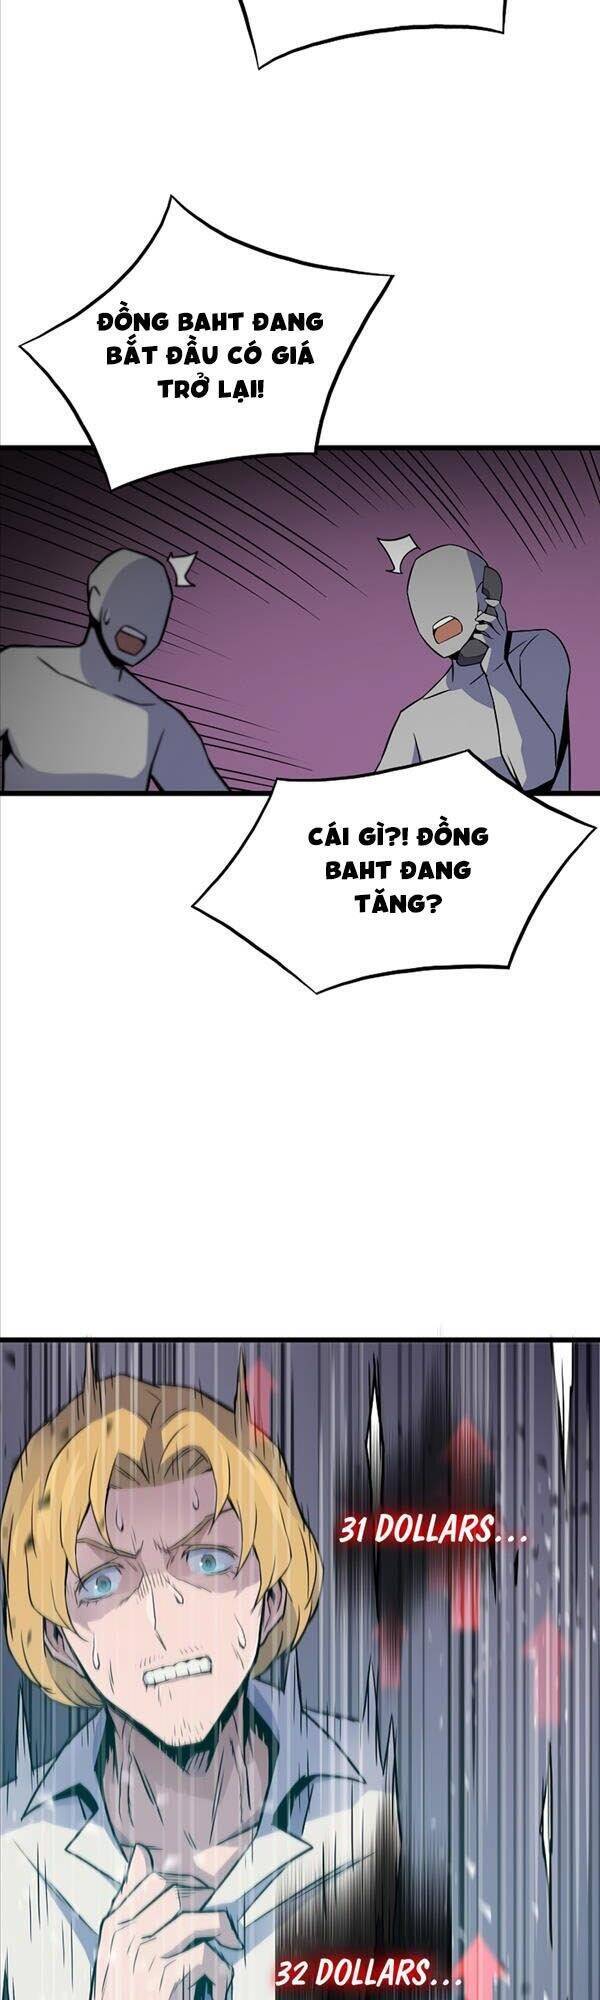 ĐỒNG BAHT ĐANG
BẮT ĐẦU CÓ GIÁ
TRỞ LẠI!
CÁI GÌ?! ĐỒNG
BAHT ĐANG
TĂNG?
31 DOLLARS...
32 DOLLARS...